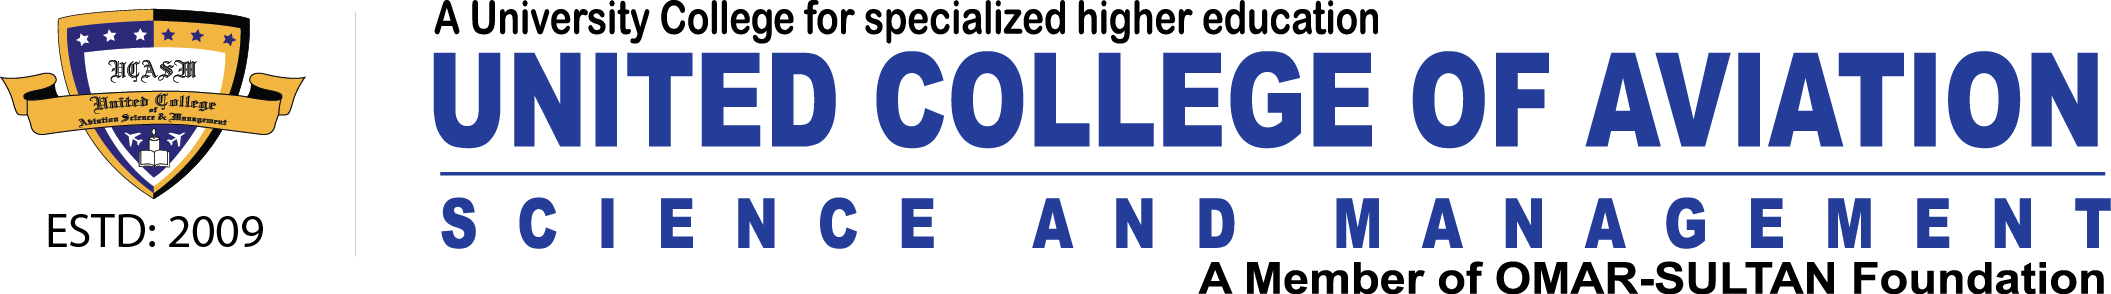 UCASM
United College
of
Aviation Science & Management
ESTD: 2009
A University College for specialized higher education
UNITED COLLEGE OF AVIATION
SCIENCE AND MANAGEMENT
A Member of OMAR-SULTAN Foundation